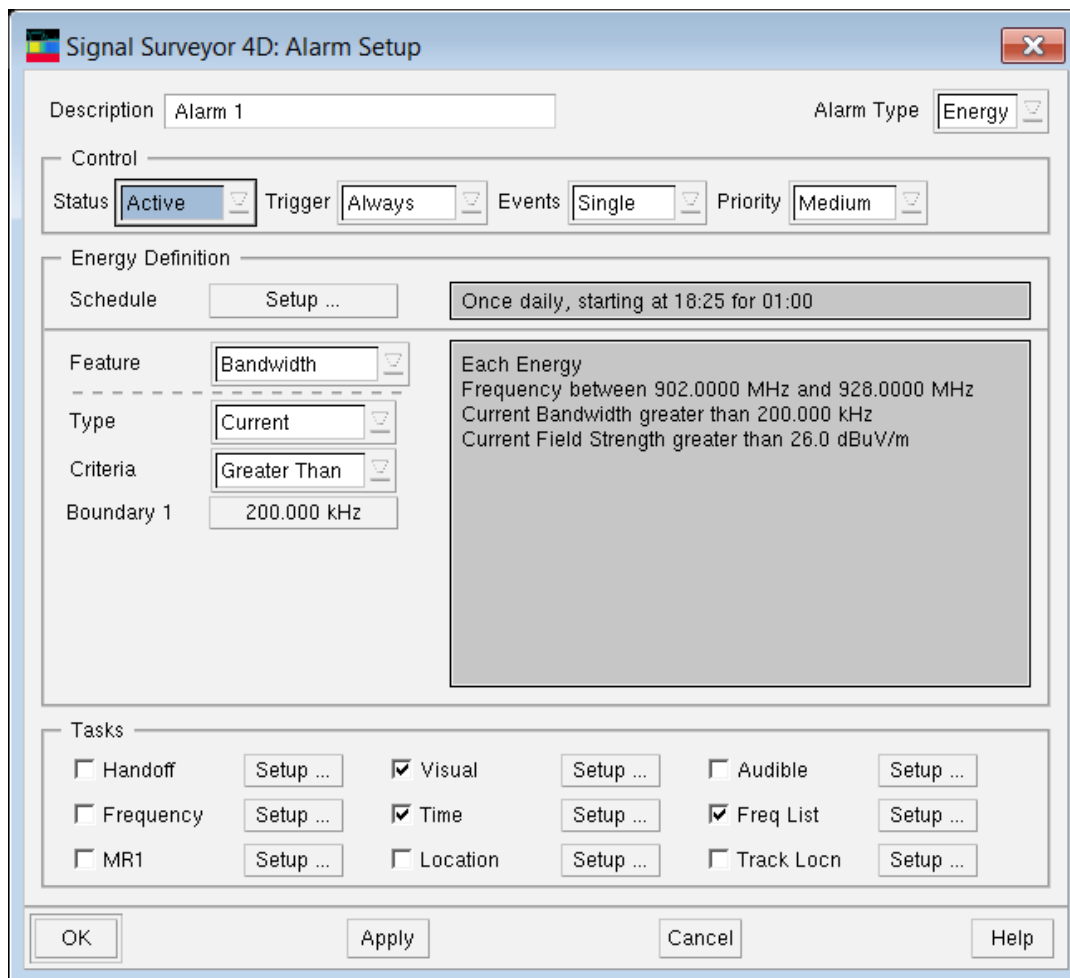 Signal Surveyor 4D: Alarm Setup
Description Alarm 1 Alarm Type Energy
Control
Status Active Trigger Always Events Single Priority Medium
Energy Definition
Schedule Setup ... Once daily, starting at 18:25 for 01:00
Feature Bandwidth
Type Current
Criteria Greater Than
Boundary 1 200.000 kHz
Each Energy
Frequency between 902.0000 MHz and 928.0000 MHz
Current Bandwidth greater than 200.000 kHz
Current Field Strength greater than 26.0 dBuV/m
Tasks
Handoff Setup ... Visual Setup ... Audible Setup ...
Frequency Setup ... Time Setup ... Freq List Setup ...
MR1 Setup ... Location Setup ... Track Locn Setup ...
OK Apply Cancel Help